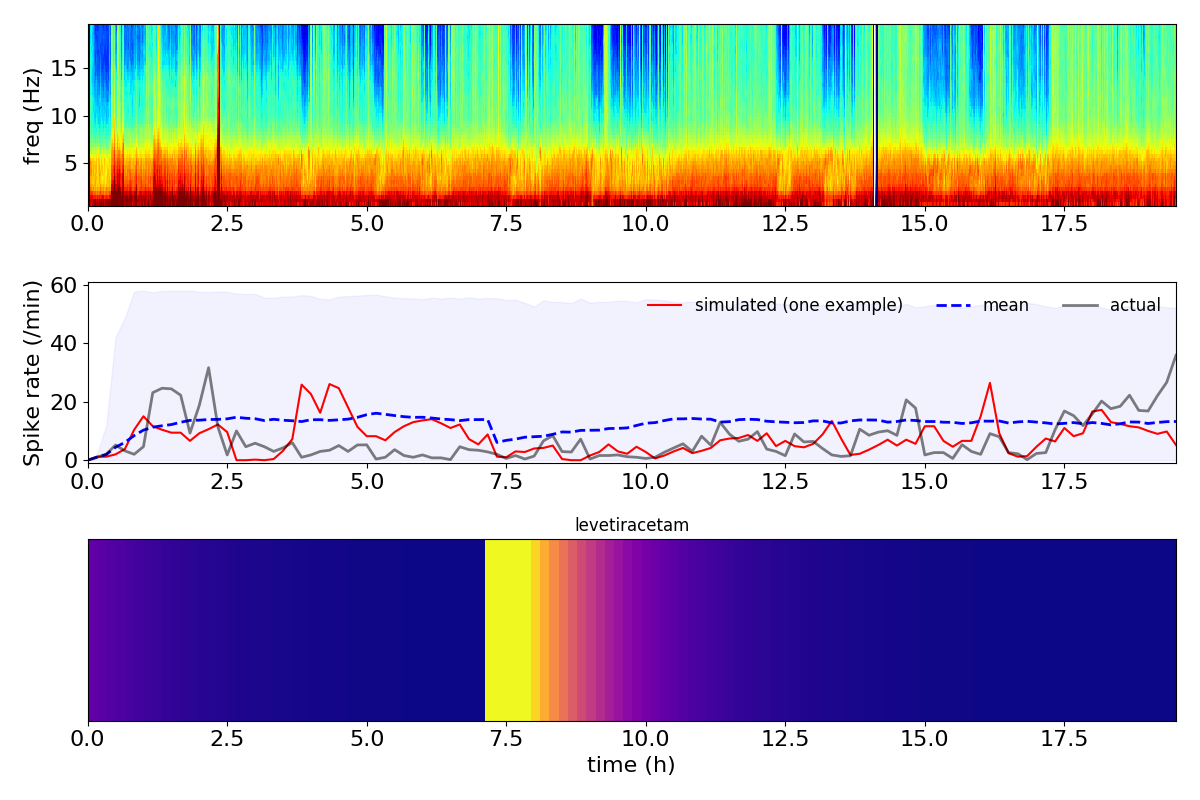 freq (Hz)
15
10
5
0.0 2.5 5.0 7.5 10.0 12.5 15.0 17.5
Spike rate (/min)
60
40
20
0
simulated (one example) mean actual
0.0 2.5 5.0 7.5 10.0 12.5 15.0 17.5
levetiracetam
0.0 2.5 5.0 7.5 10.0 12.5 15.0 17.5
time (h)